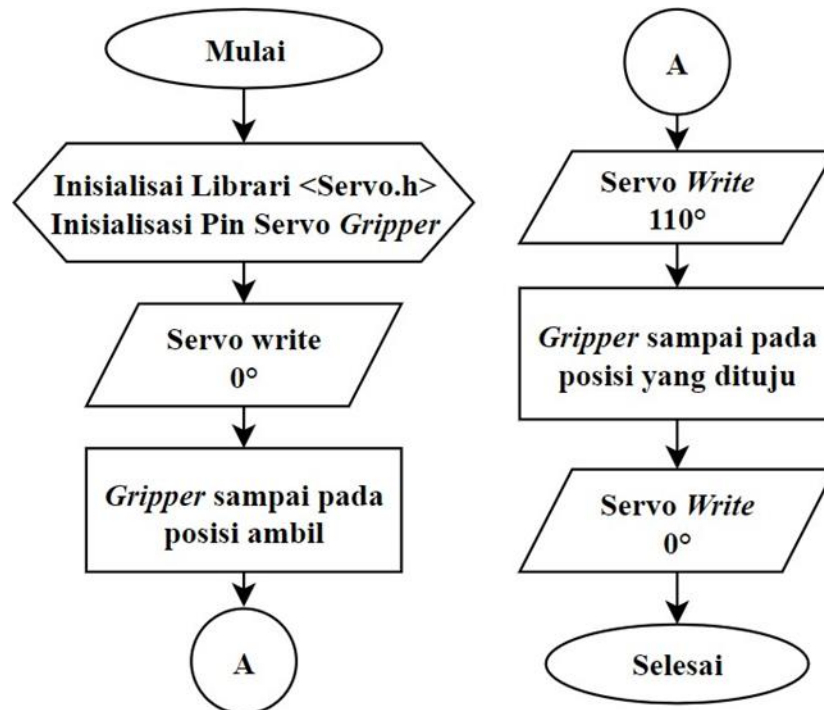 Mulai
Inisialisai Librari <Servo.h>
Inisialisasi Pin Servo Gripper
Servo write
0°
Gripper sampai pada
posisi ambil
A
A
Servo Write
110°
Gripper sampai pada
posisi yang dituju
Servo Write
0°
Selesai